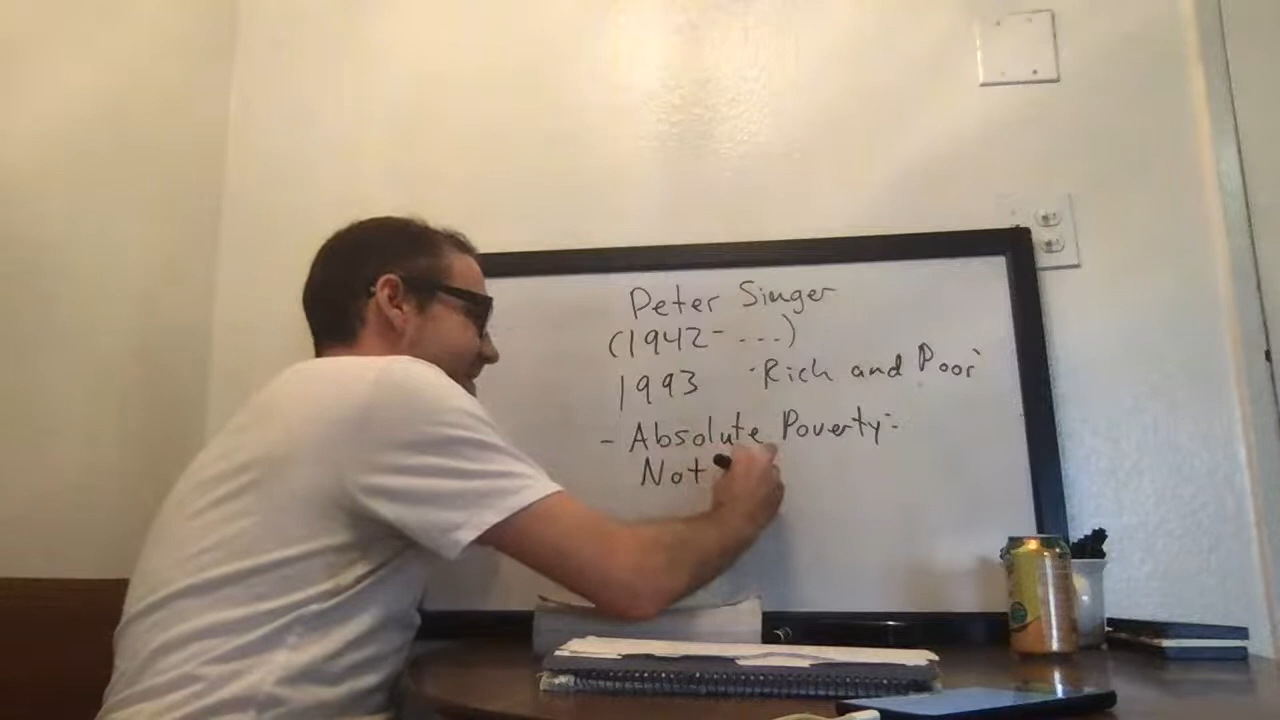 Peter Singer
(1942- ...)
1993 "Rich and Poor"
- Absolute Poverty:
Not